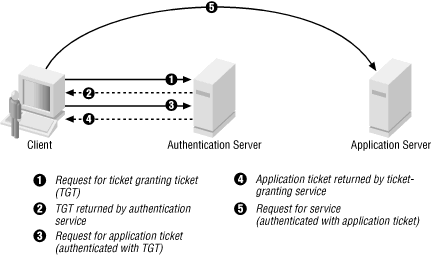 5
1
2
3
4
Client
Authentication Server
Application Server
1 Request for ticket granting ticket
(TGT)
2 TGT returned by authentication
service
3 Request for application ticket
(authenticated with TGT)
4 Application ticket returned by ticket-
granting service
5 Request for service
(authenticated with application ticket)